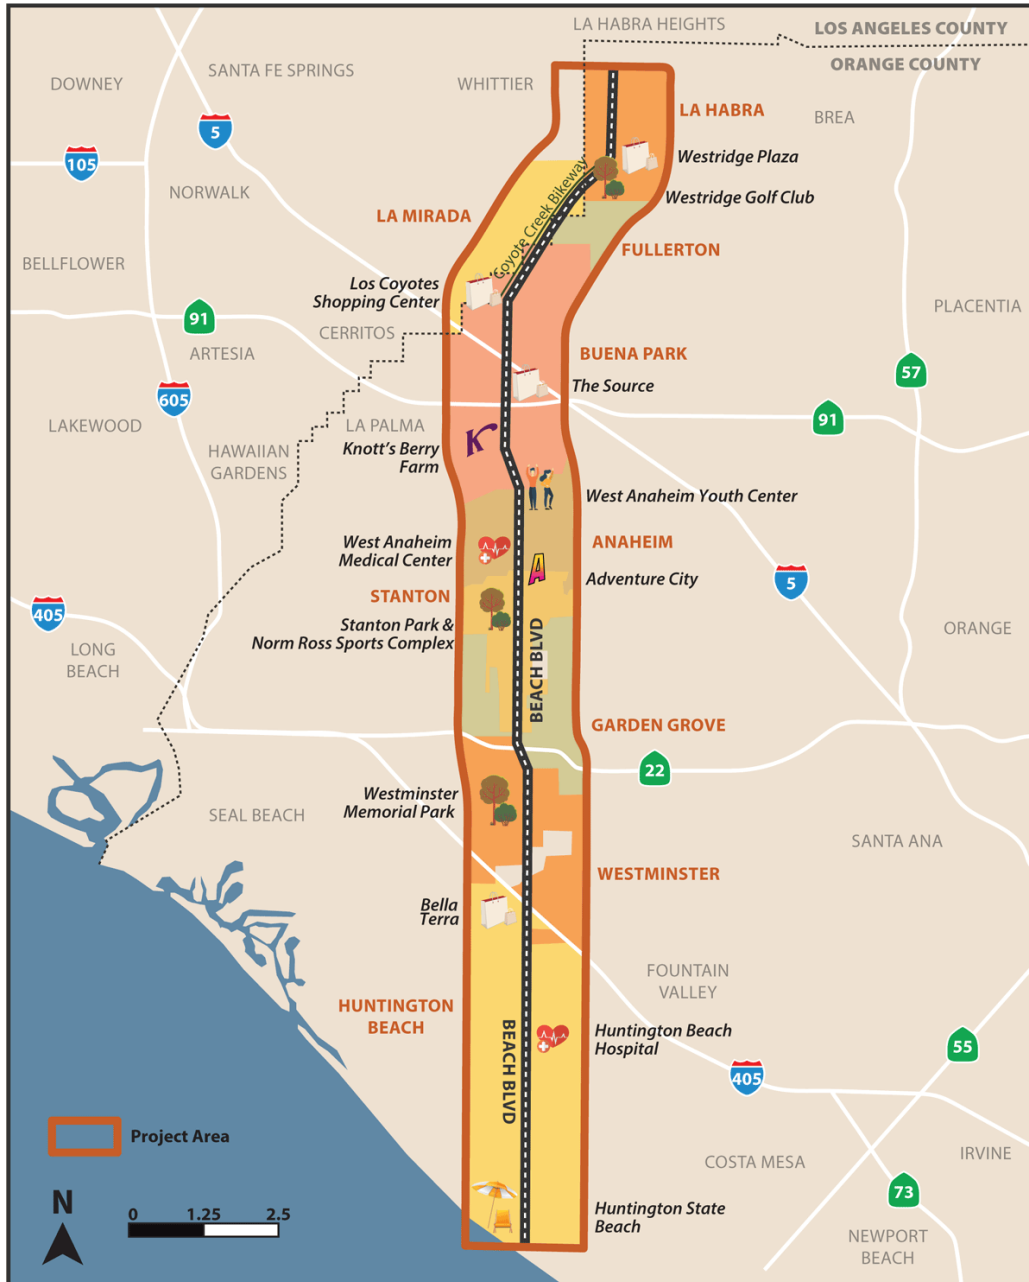 LA HABRA HEIGHTS
LOS ANGELES COUNTY
ORANGE COUNTY
SANTA FE SPRINGS
DOWNEY
WHITTIER
LA HABRA
BREA
5
105
Westridge Plaza
NORWALK
Westridge Golf Club
LA MIRADA
Coyote Creek Bikeway
FULLERTON
BELLFLOWER
Los Coyotes
Shopping Center
PLACENTIA
91
CERRITOS
ARTESIA
BUENA PARK
57
The Source
605
LAKEWOOD
LA PALMA
91
HAWAIIAN
GARDENS
K
Knott's Berry
Farm
West Anaheim Youth Center
West Anaheim
Medical Center
ANAHEIM
A
Adventure City
5
STANTON
405
Stanton Park &
Norm Ross Sports Complex
ORANGE
LONG
BEACH
BEACH BLVD
GARDEN GROVE
22
Westminster
Memorial Park
SEAL BEACH
SANTA ANA
WESTMINSTER
Bella
Terra
FOUNTAIN
VALLEY
HUNTINGTON
BEACH
BEACH BLVD
Huntington Beach
Hospital
55
405
Project Area
COSTA MESA
IRVINE
73
N
0 1.25 2.5
Huntington State
Beach
NEWPORT
BEACH